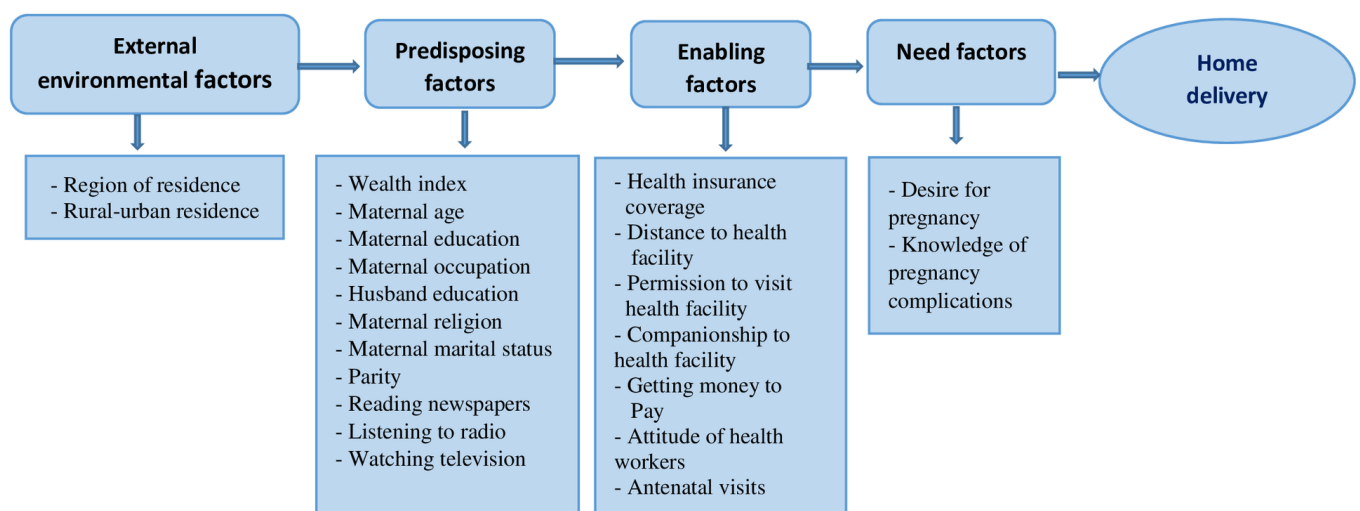 External
environmental factors
Predisposing
factors
Enabling
factors
Need factors
Home
delivery
- Region of residence
- Rural-urban residence
- Wealth index
- Maternal age
- Maternal education
- Maternal occupation
- Husband education
- Maternal religion
- Maternal marital status
- Parity
- Reading newspapers
- Listening to radio
- Watching television
- Health insurance
coverage
- Distance to health
facility
- Permission to visit
health facility
- Companionship to
health facility
- Getting money to
Pay
- Attitude of health
workers
- Antenatal visits
- Desire for
pregnancy
- Knowledge of
pregnancy
complications